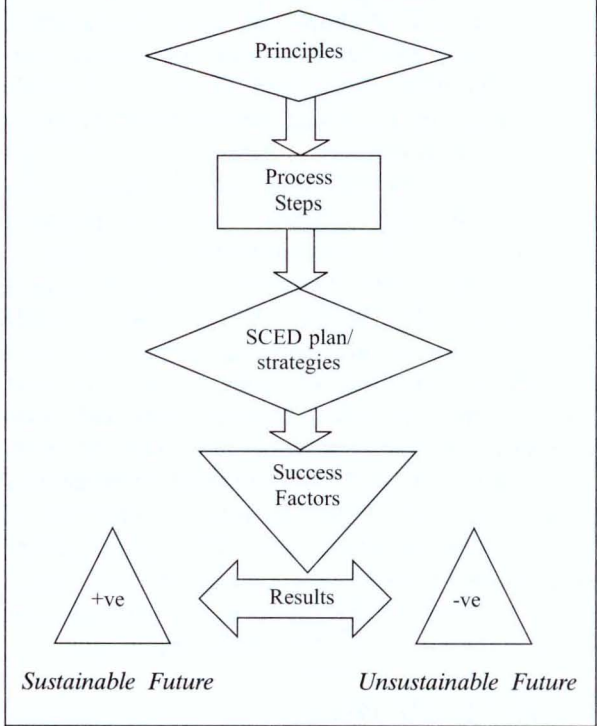 Principles
Process
Steps
SCED plan/
strategies
Success
Factors
+ve
Results
-ve
Sustainable Future
Unsustainable Future